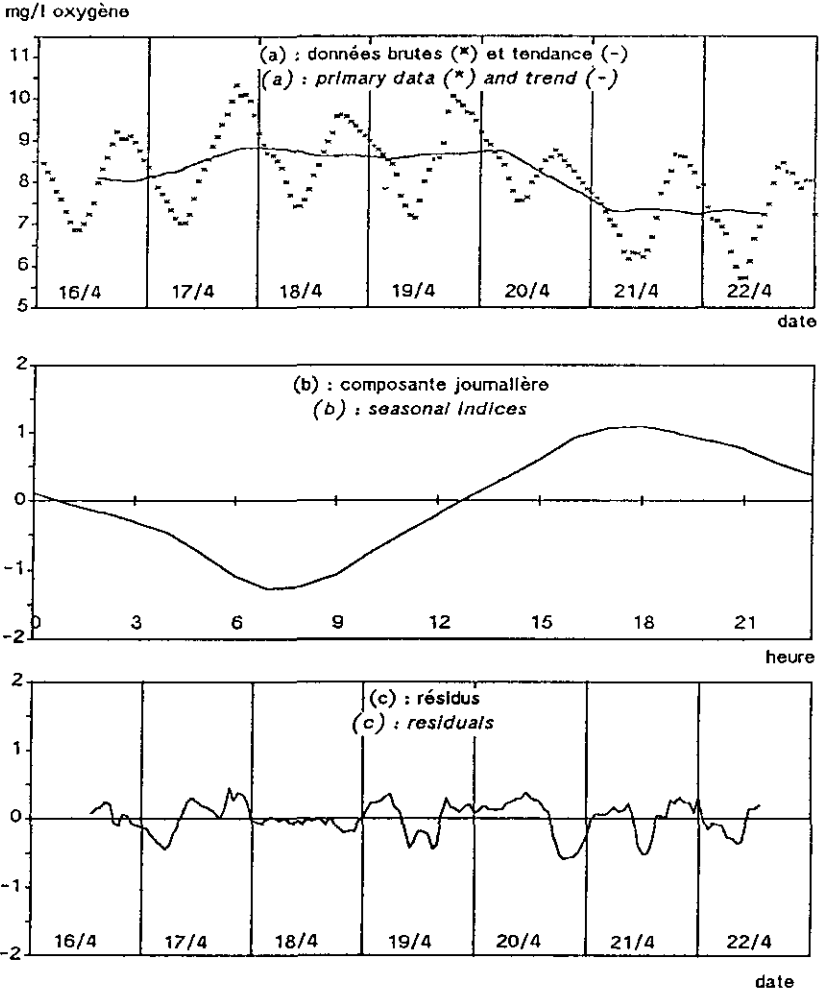 mg/l oxygène
11
(a) : données brutes (*) et tendance (-)
(a) : primary data (*) and trend (-)
10
9
8
7
6
5
16/4 17/4 18/4 19/4 20/4 21/4 22/4
date
2
(b) : composante journalière
(b) : seasonal indices
1
0
-1
-2
0 3 6 9 12 15 18 21
heure
2
(c) : résidus
(c) : residuals
1
0
-1
-2
16/4 17/4 18/4 19/4 20/4 21/4 22/4
date